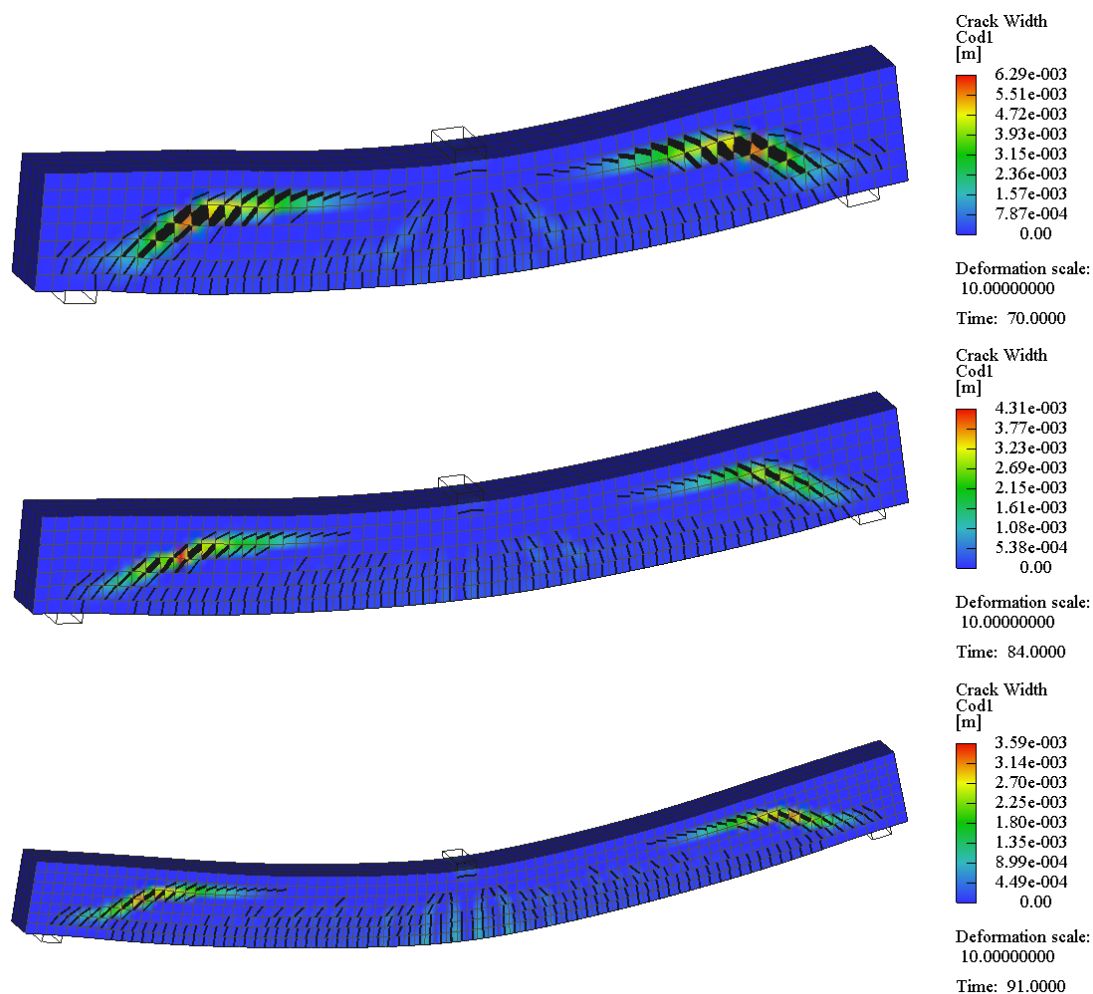 Crack Width
Cod1
[m]
6.29e-003
5.51e-003
4.72e-003
3.93e-003
3.15e-003
2.36e-003
1.57e-003
7.87e-004
0.00
Deformation scale:
10.00000000
Time: 70.0000
Crack Width
Cod1
[m]
4.31e-003
3.77e-003
3.23e-003
2.69e-003
2.15e-003
1.61e-003
1.08e-003
5.38e-004
0.00
Deformation scale:
10.00000000
Time: 84.0000
Crack Width
Cod1
[m]
3.59e-003
3.14e-003
2.70e-003
2.25e-003
1.80e-003
1.35e-003
8.99e-004
4.49e-004
0.00
Deformation scale:
10.00000000
Time: 91.0000